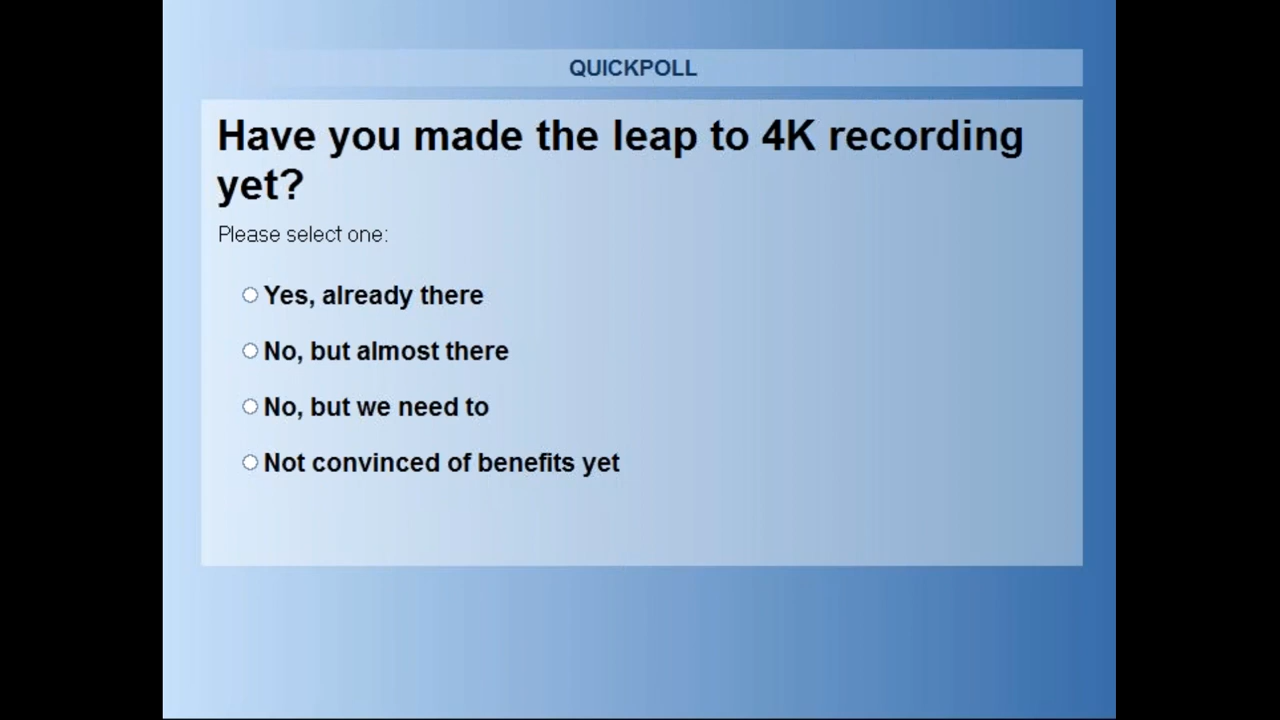 QUICKPOLL
Have you made the leap to 4K recording
yet?
Please select one:
Yes, already there
No, but almost there
No, but we need to
Not convinced of benefits yet